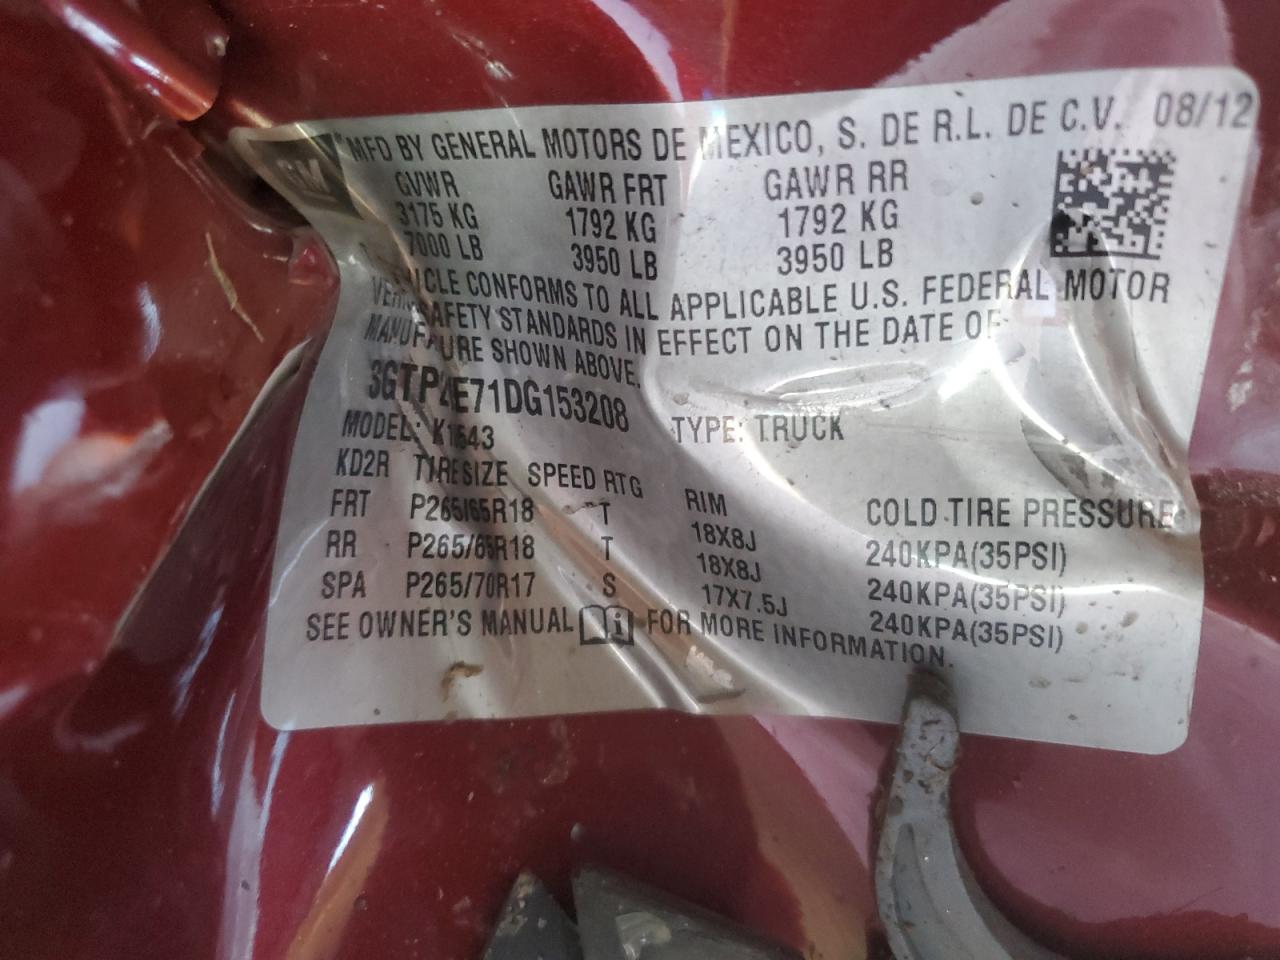 GM
MFD BY GENERAL MOTORS DE MEXICO, S. DE R.L. DE C.V. 08/12
GVWR GAWR FRT GAWR RR
3175 KG 1792 KG 1792 KG
7000 LB 3950 LB 3950 LB
VEHICLE CONFORMS TO ALL APPLICABLE U.S. FEDERAL MOTOR
VEHICLE SAFETY STANDARDS IN EFFECT ON THE DATE OF
MANUFACTURE SHOWN ABOVE.
TYPE: TRUCK
MODEL: K1543
KD2R TIRE SIZE SPEED RTG RIM COLD TIRE PRESSURE
FRT P265/65R18 T 18X8J 240KPA(35PSI)
RR P265/65R18 T 18X8J 240KPA(35PSI)
SPA P265/70R17 S 17X7.5J 240KPA(35PSI)
SEE OWNER'S MANUAL FOR MORE INFORMATION.